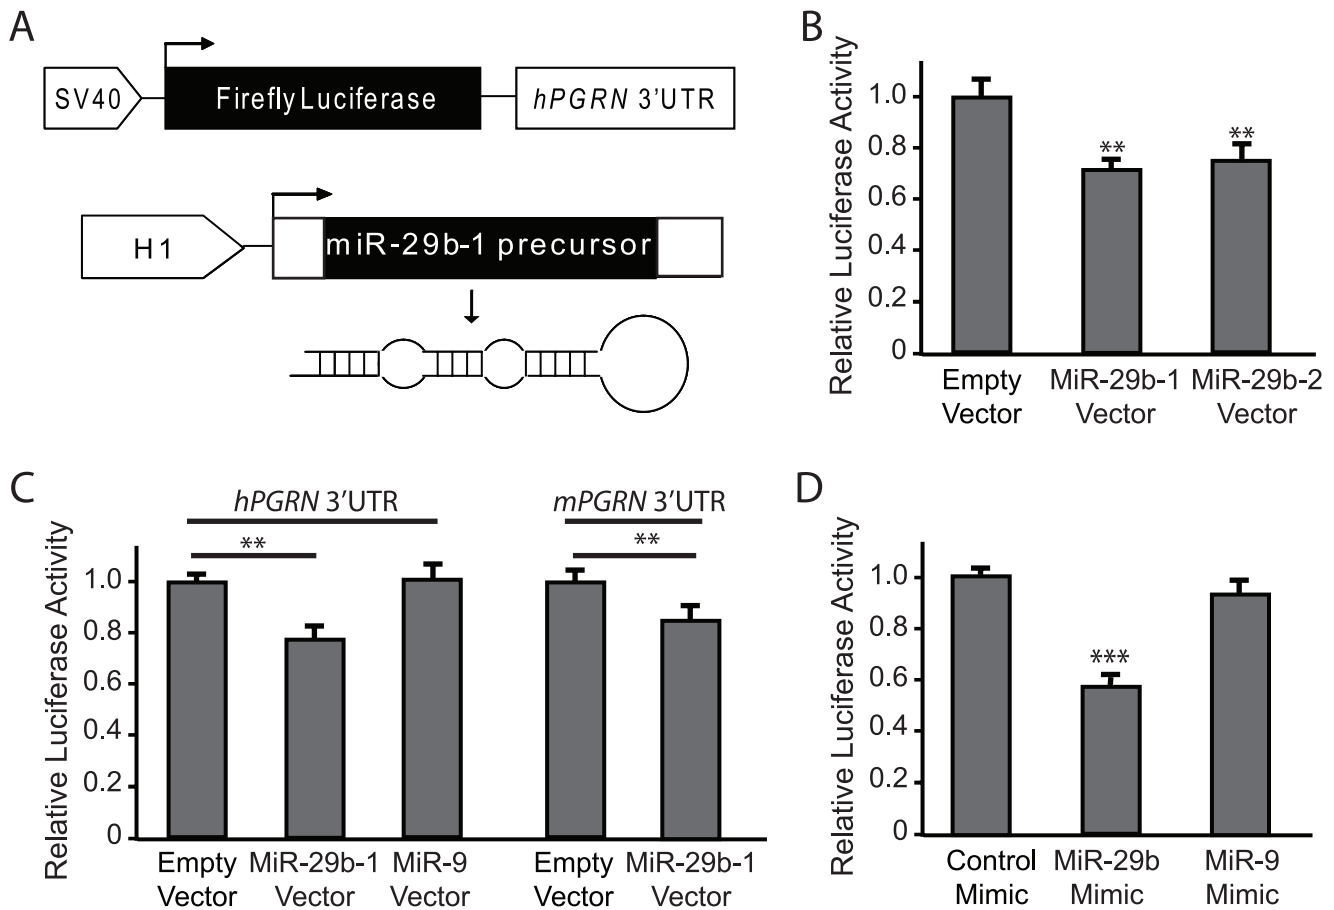 A
SV40
Firefly Luciferase
hPGRN 3'UTR
H1
miR-29b-1 precursor
B
Relative Luciferase Activity
1.0
0.8
0.6
0.4
0.2
0
**
**
Empty
Vector
MiR-29b-1
Vector
MiR-29b-2
Vector
C
Relative Luciferase Activity
1.0
0.8
0.6
0.4
0.2
0
hPGRN 3'UTR
**
mPGRN 3'UTR
**
Empty
Vector
MiR-29b-1
Vector
MiR-9
Vector
Empty
Vector
MiR-29b-1
Vector
D
Relative Luciferase Activity
1.0
0.8
0.6
0.4
0.2
0
***
Control
Mimic
MiR-29b
Mimic
MiR-9
Mimic